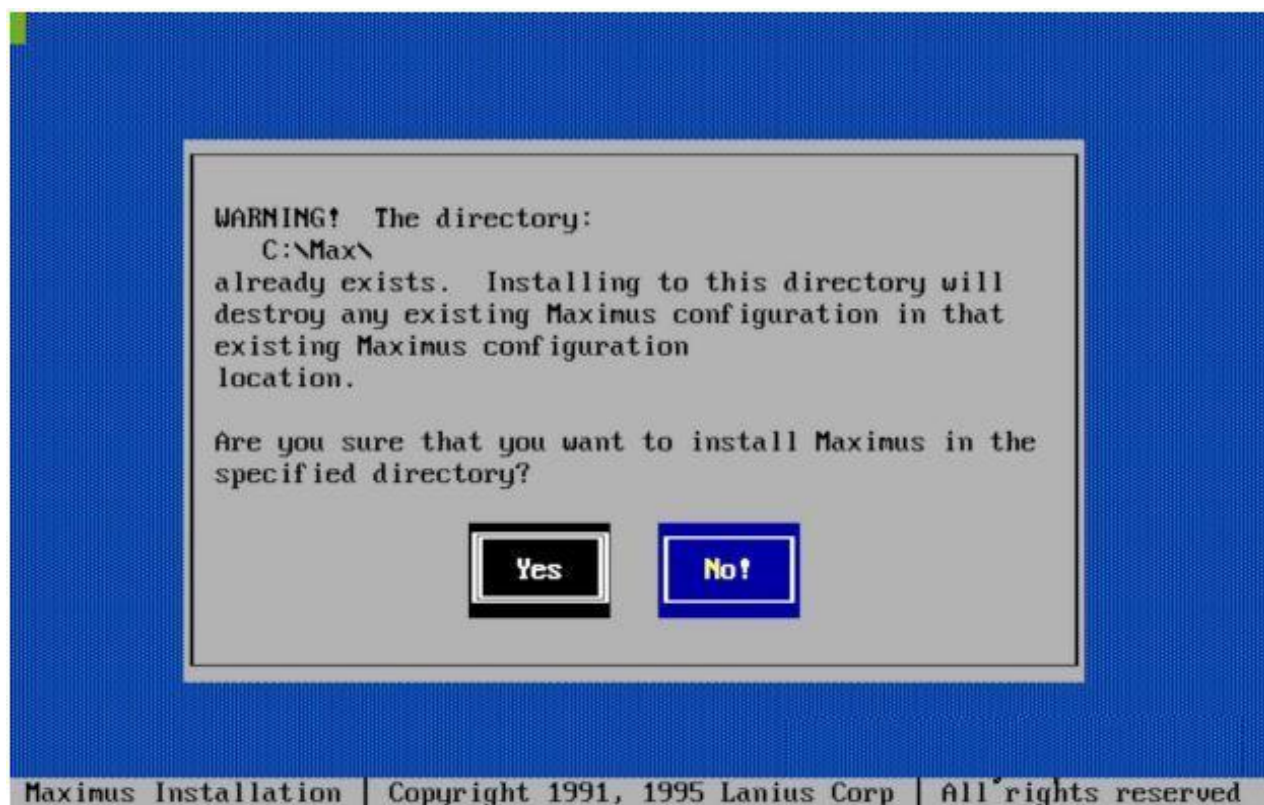 WARNING!  The directory:
C:\Max\
already exists.  Installing to this directory will
destroy any existing Maximus configuration in that
existing Maximus configuration
location.
Are you sure that you want to install Maximus in the
specified directory?
Yes No!
Maximus Installation | Copyright 1991, 1995 Lanius Corp | All rights reserved